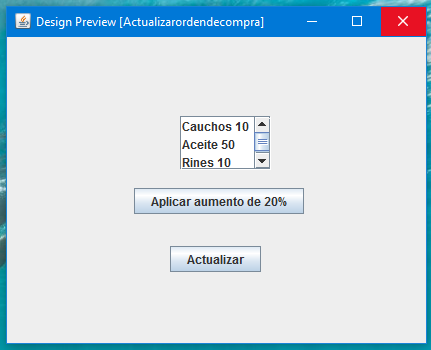 Design Preview [Actualizarordendecompra]
Cauchos 10
Aceite 50
Rines 10
Aplicar aumento de 20%
Actualizar